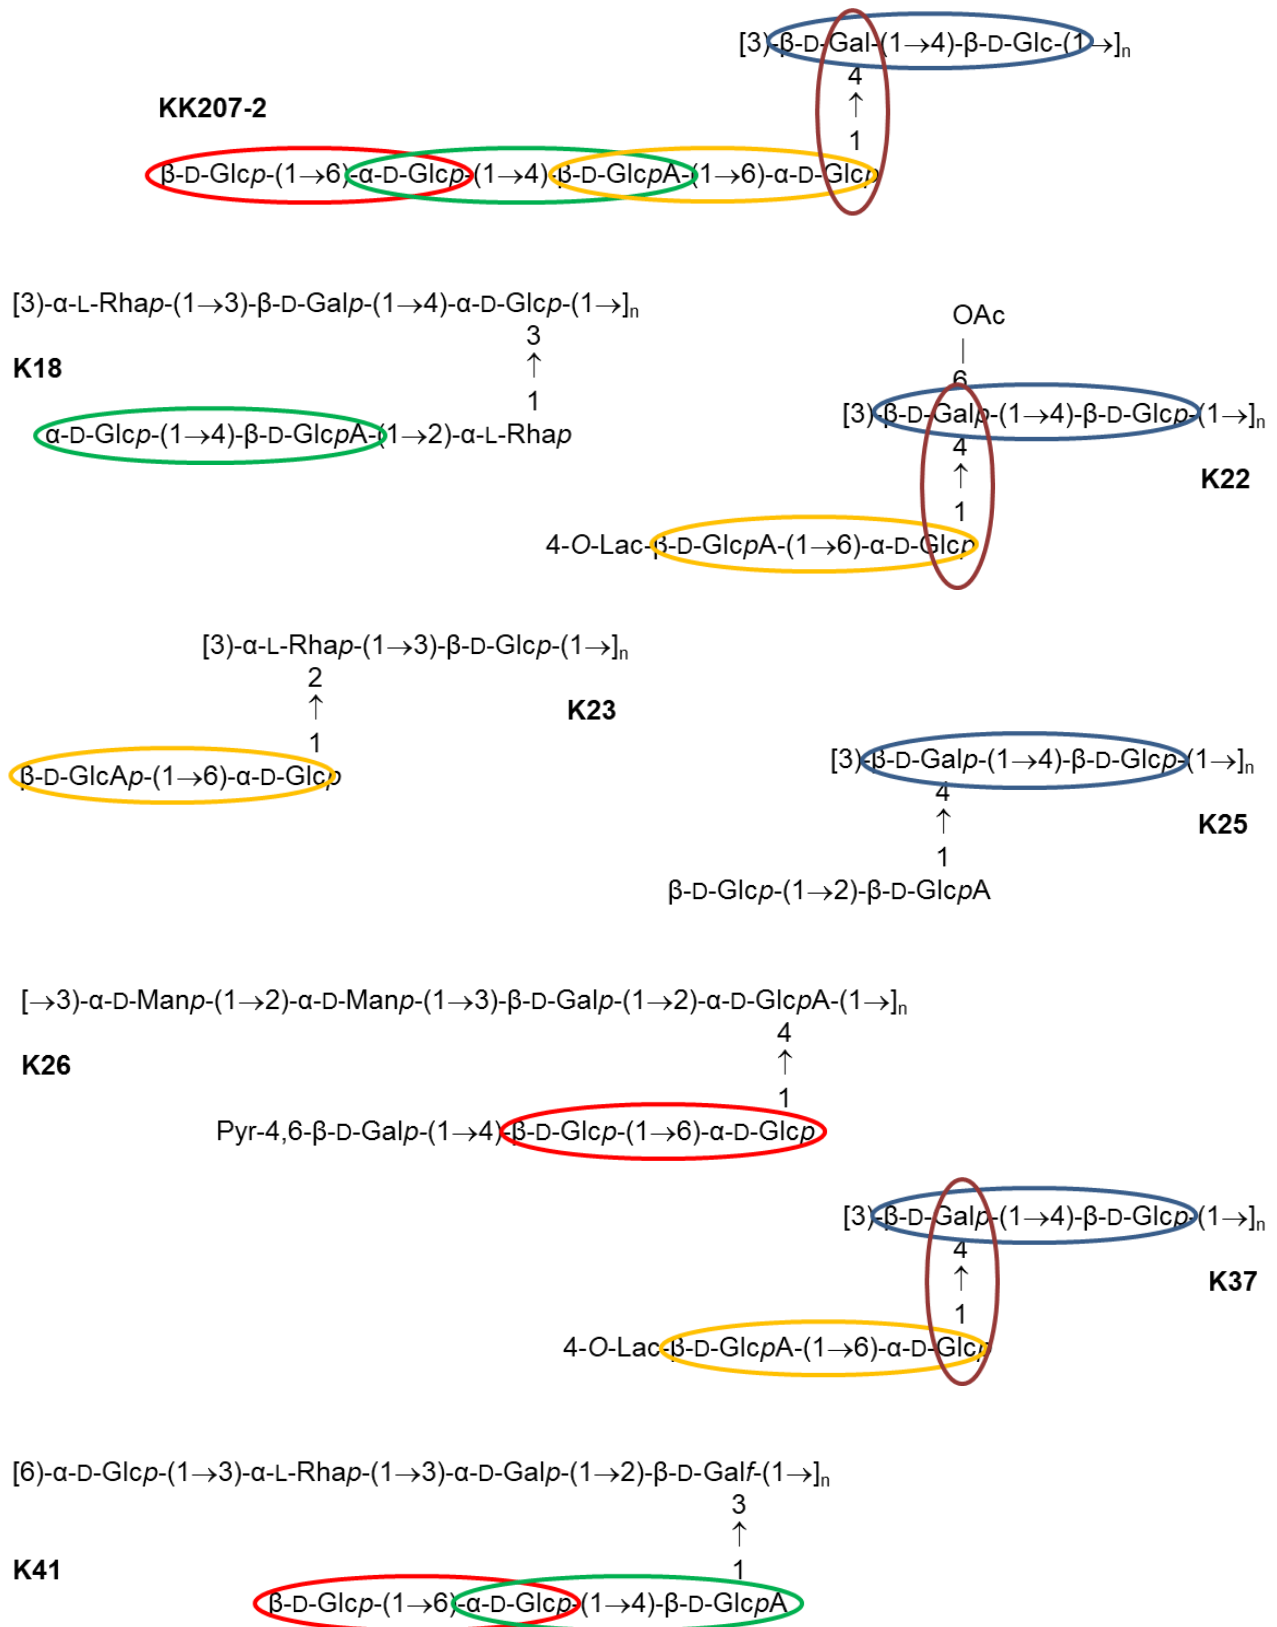 [3)-β-D-Gal-(1→4)-β-D-Glc-(1→]n
4
↑
1
KK207-2
β-D-Glcp-(1→6)-α-D-Glcp-(1→4)-β-D-GlcpA-(1→6)-α-D-Glcp
[3)-α-L-Rhap-(1→3)-β-D-Galp-(1→4)-α-D-Glcp-(1→]n
3
↑
1
K18
α-D-Glcp-(1→4)-β-D-GlcpA-(1→2)-α-L-Rhap
OAc
|
6
[3)-β-D-Galp-(1→4)-β-D-Glcp-(1→]n
4
↑
1
K22
4-O-Lac-β-D-GlcpA-(1→6)-α-D-Glcp
[3)-α-L-Rhap-(1→3)-β-D-Glcp-(1→]n
2
↑
1
K23
β-D-GlcAp-(1→6)-α-D-Glcp
[3)-β-D-Galp-(1→4)-β-D-Glcp-(1→]n
4
↑
1
K25
β-D-Glcp-(1→2)-β-D-GlcpA
[→3)-α-D-Manp-(1→2)-α-D-Manp-(1→3)-β-D-Galp-(1→2)-α-D-GlcpA-(1→]n
4
↑
1
K26
Pyr-4,6-β-D-Galp-(1→4)-β-D-Glcp-(1→6)-α-D-Glcp
[3)-β-D-Galp-(1→4)-β-D-Glcp-(1→]n
4
↑
1
K37
4-O-Lac-β-D-GlcpA-(1→6)-α-D-Glcp
[6)-α-D-Glcp-(1→3)-α-L-Rhap-(1→3)-α-D-Galp-(1→2)-β-D-Galf-(1→]n
3
↑
1
K41
β-D-Glcp-(1→6)-α-D-Glcp-(1→4)-β-D-GlcpA